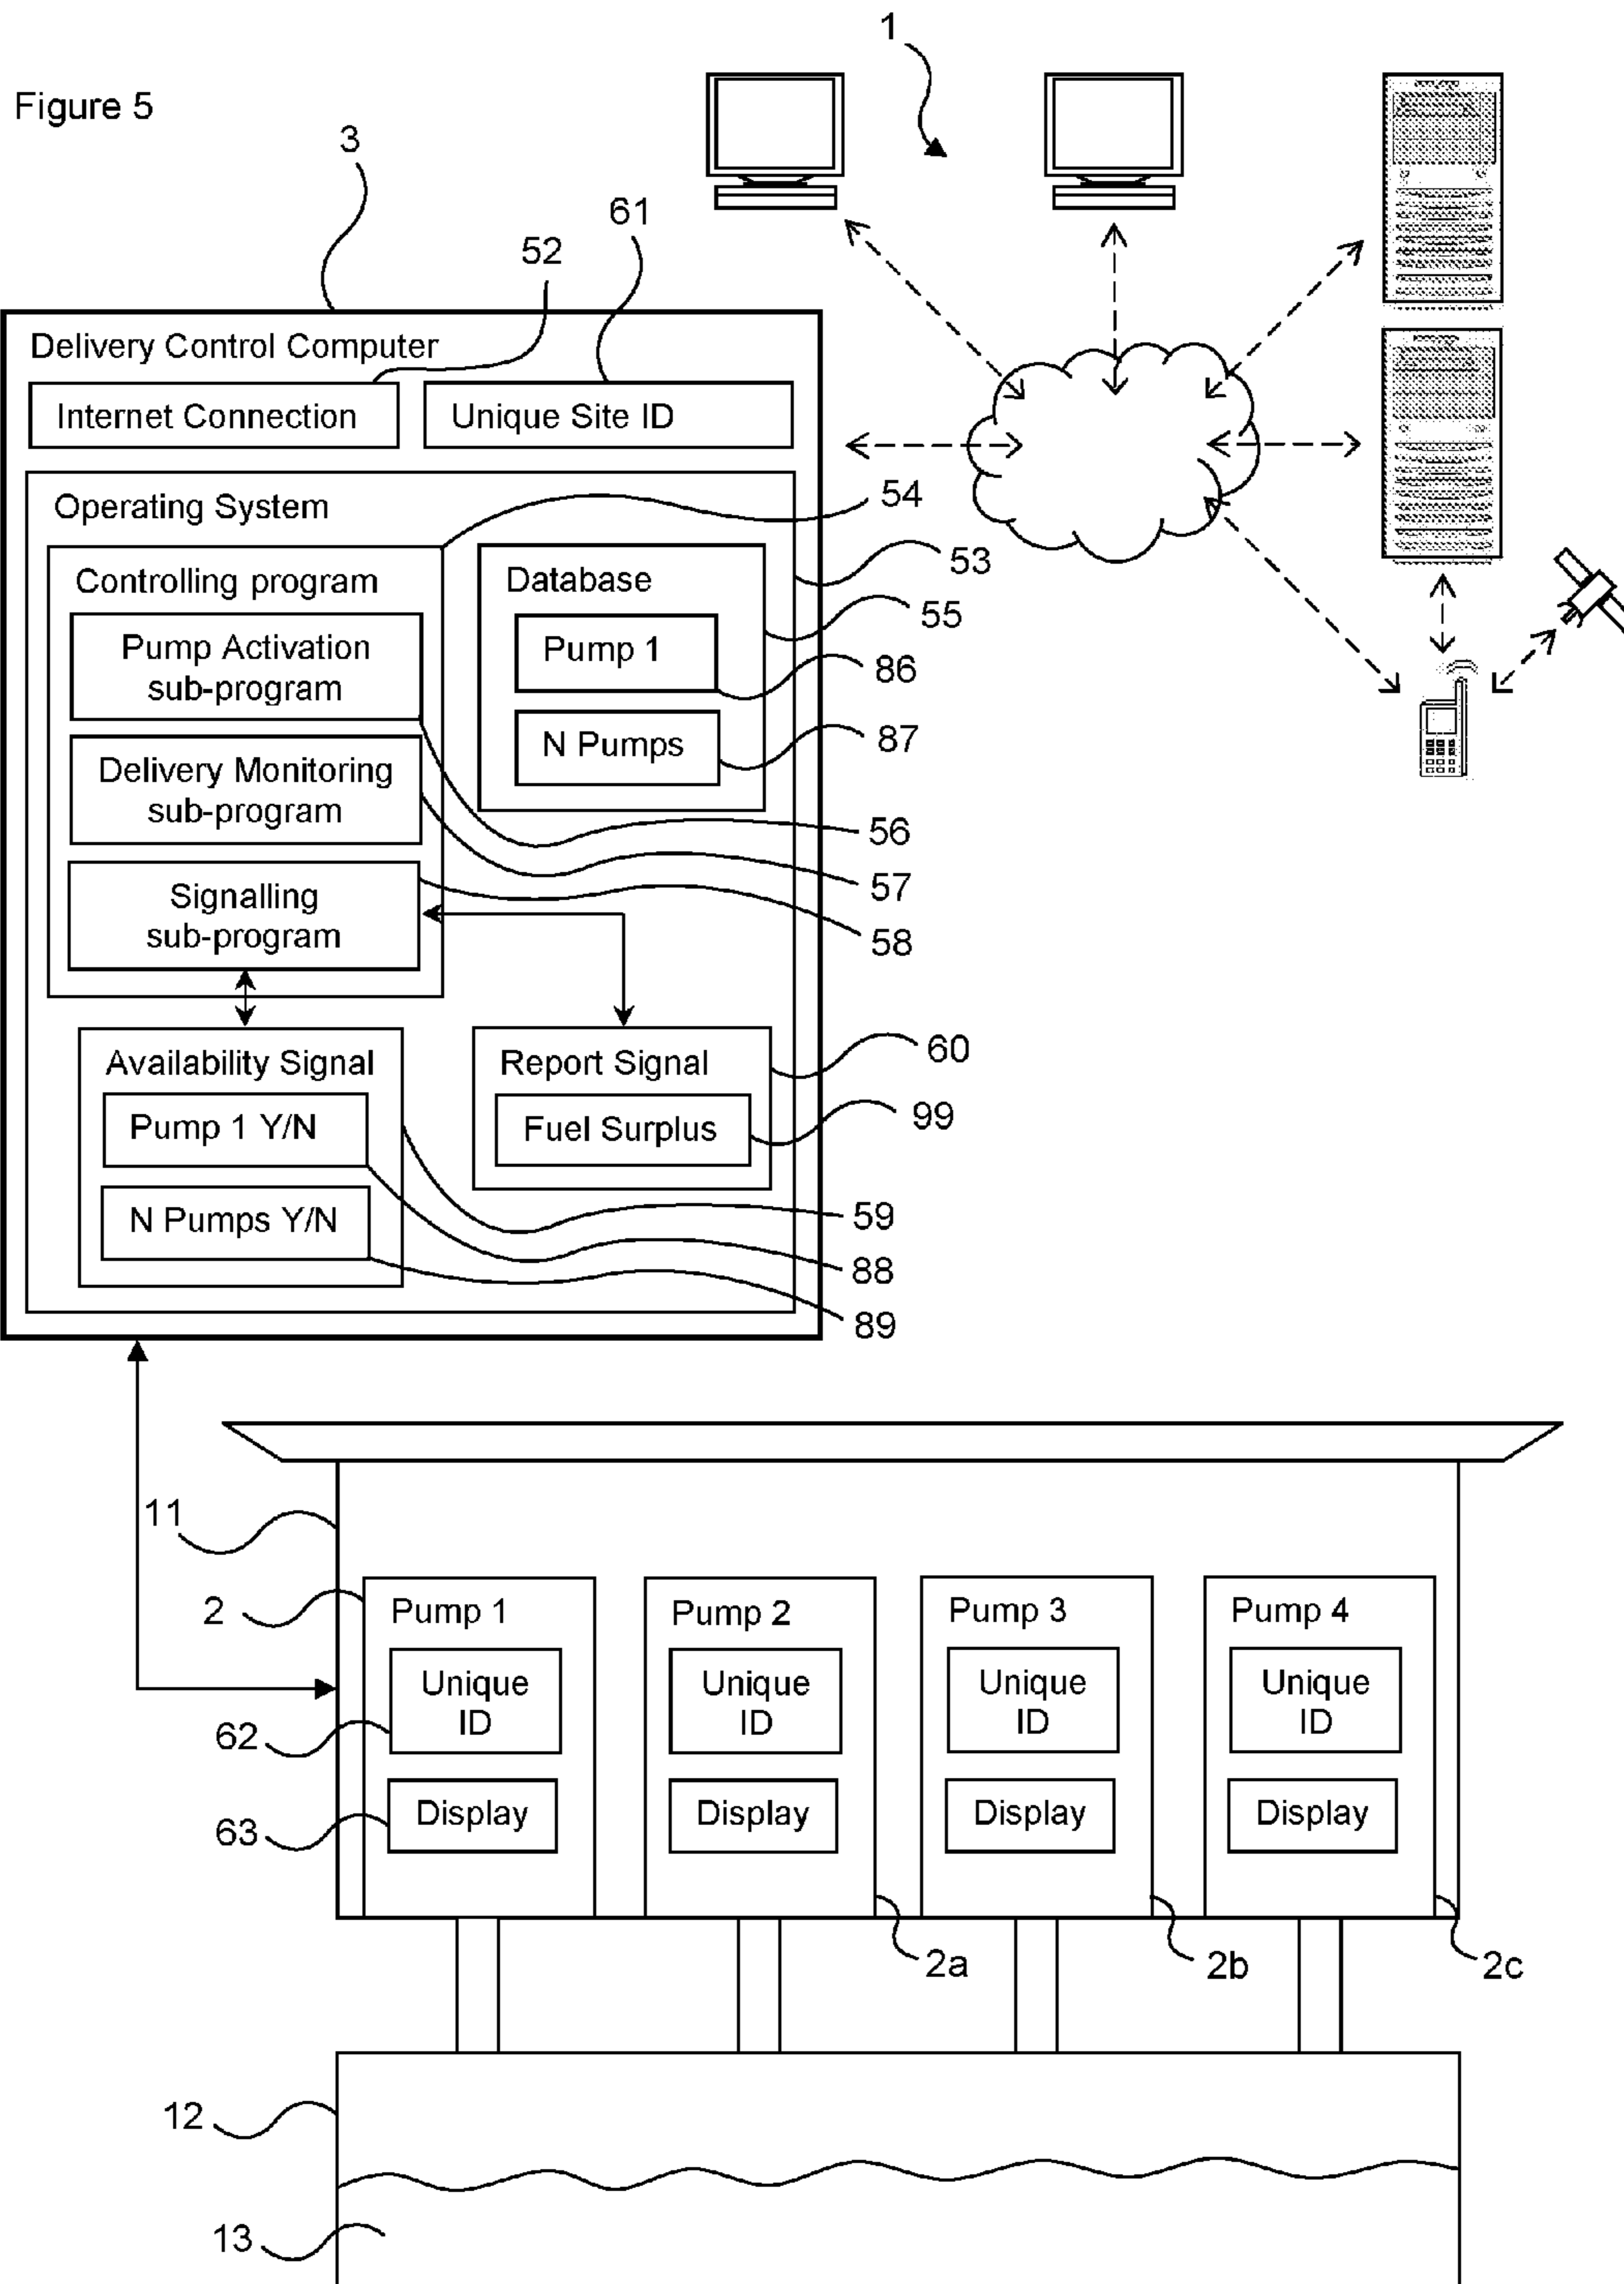 1
Figure 5
3
61
52
Delivery Control Computer
Internet Connection
Unique Site ID
Operating System
54
Controlling program
Database
53
Pump Activation
sub-program
Pump 1
55
86
Delivery Monitoring
sub-program
N Pumps
87
56
57
Signalling
sub-program
58
Availability Signal
Report Signal
60
Pump 1 Y/N
Fuel Surplus
99
N Pumps Y/N
59
88
89
11
2
Pump 1
Pump 2
Pump 3
Pump 4
Unique
ID
Unique
ID
Unique
ID
Unique
ID
62
Display
Display
Display
Display
63
2a
2b
2c
12
13